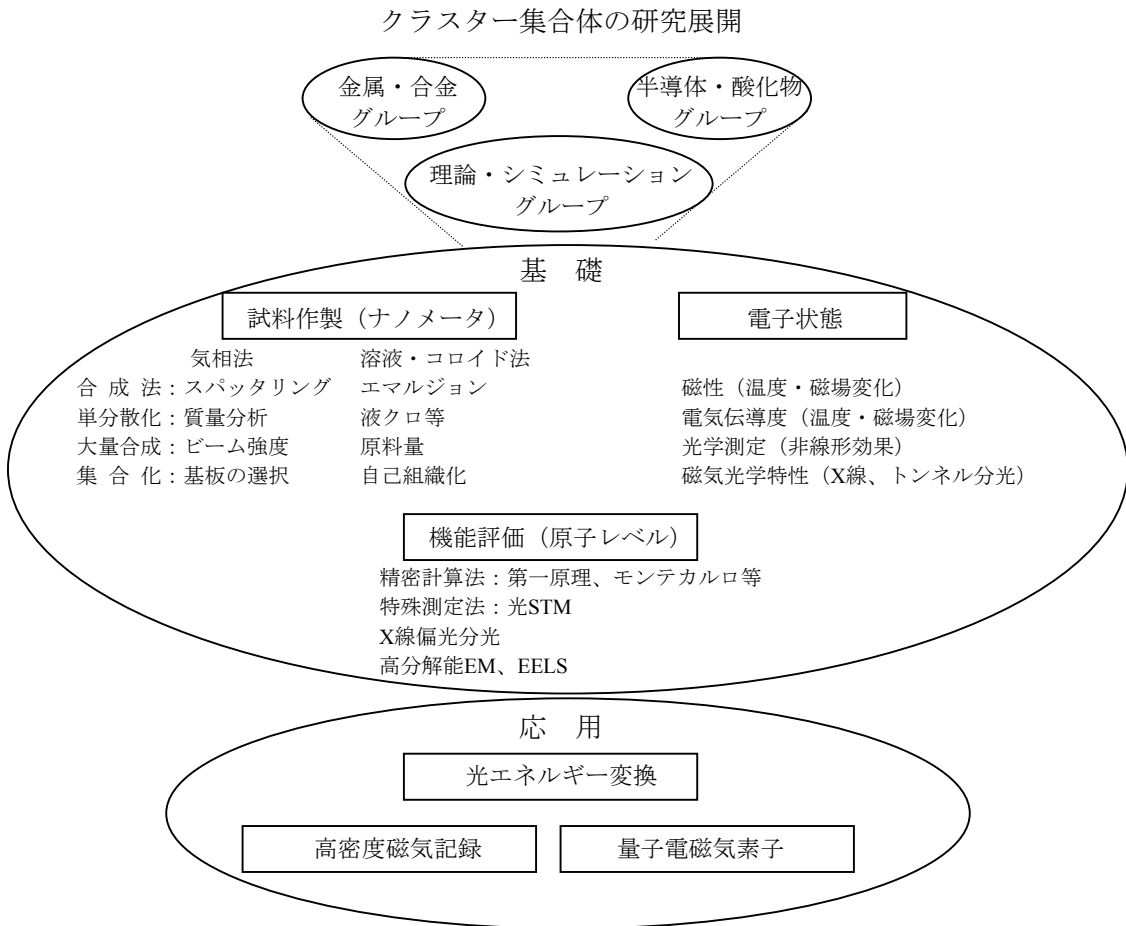 クラスター集合体の研究展開
金属・合金
グループ
半導体・酸化物
グループ
理論・シミュレーション
グループ
基 礎
試料作製（ナノメータ）
電子状態
気相法 溶液・コロイド法
合 成 法：スパッタリング エマルジョン
単分散化：質量分析 液クロ等
大量合成：ビーム強度 原料量
集 合 化：基板の選択 自己組織化
磁性（温度・磁場変化）
電気伝導度（温度・磁場変化）
光学測定（非線形効果）
磁気光学特性（X線、トンネル分光）
機能評価（原子レベル）
精密計算法：第一原理、モンテカルロ等
特殊測定法：光STM
X線偏光分光
高分解能EM、EELS
応 用
光エネルギー変換
高密度磁気記録
量子電磁気素子